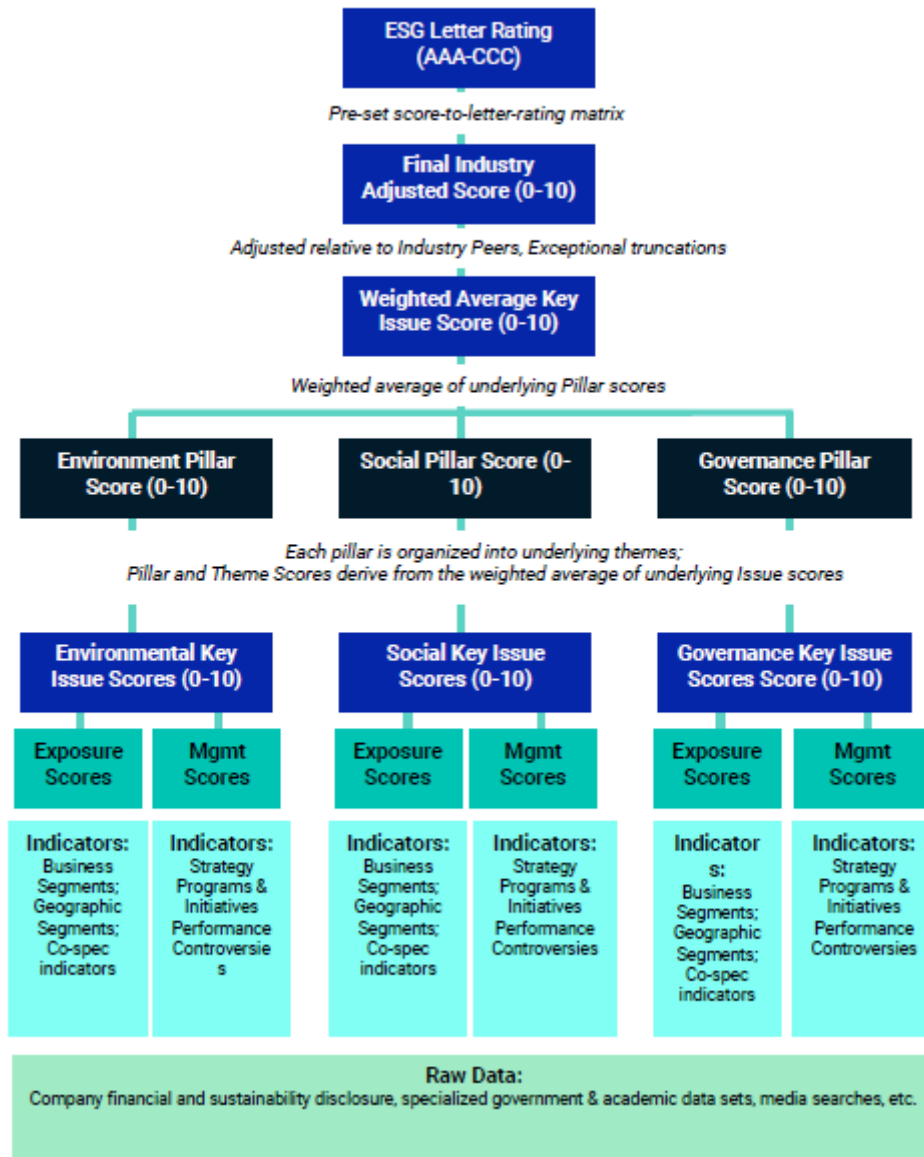 ESG Letter Rating
(AAA-CCC)
Pre-set score-to-letter-rating matrix
Final Industry
Adjusted Score (0-10)
Adjusted relative to Industry Peers, Exceptional truncations
Weighted Average Key
Issue Score (0-10)
Weighted average of underlying Pillar scores
Environment Pillar
Score (0-10)
Social Pillar Score (0-
10)
Governance Pillar
Score (0-10)
Each pillar is organized into underlying themes;
Pillar and Theme Scores derive from the weighted average of underlying Issue scores
Environmental Key
Issue Scores (0-10)
Social Key Issue
Scores (0-10)
Governance Key Issue
Scores Score (0-10)
Exposure
Scores
Mgmt
Scores
Exposure
Scores
Mgmt
Scores
Exposure
Scores
Mgmt
Scores
Indicators:
Business
Segments;
Geographic
Segments;
Co-spec
indicators
Indicators:
Strategy
Programs &
Initiatives
Performance
Controversie
s
Indicators:
Business
Segments;
Geographic
Segments;
Co-spec
indicators
Indicators:
Strategy
Programs &
Initiatives
Performance
Controversies
Indicator
s:
Business
Segments;
Geographic
Segments;
Co-spec
indicators
Indicators:
Strategy
Programs &
Initiatives
Performance
Controversies
Raw Data:
Company financial and sustainability disclosure, specialized government & academic data sets, media searches, etc.